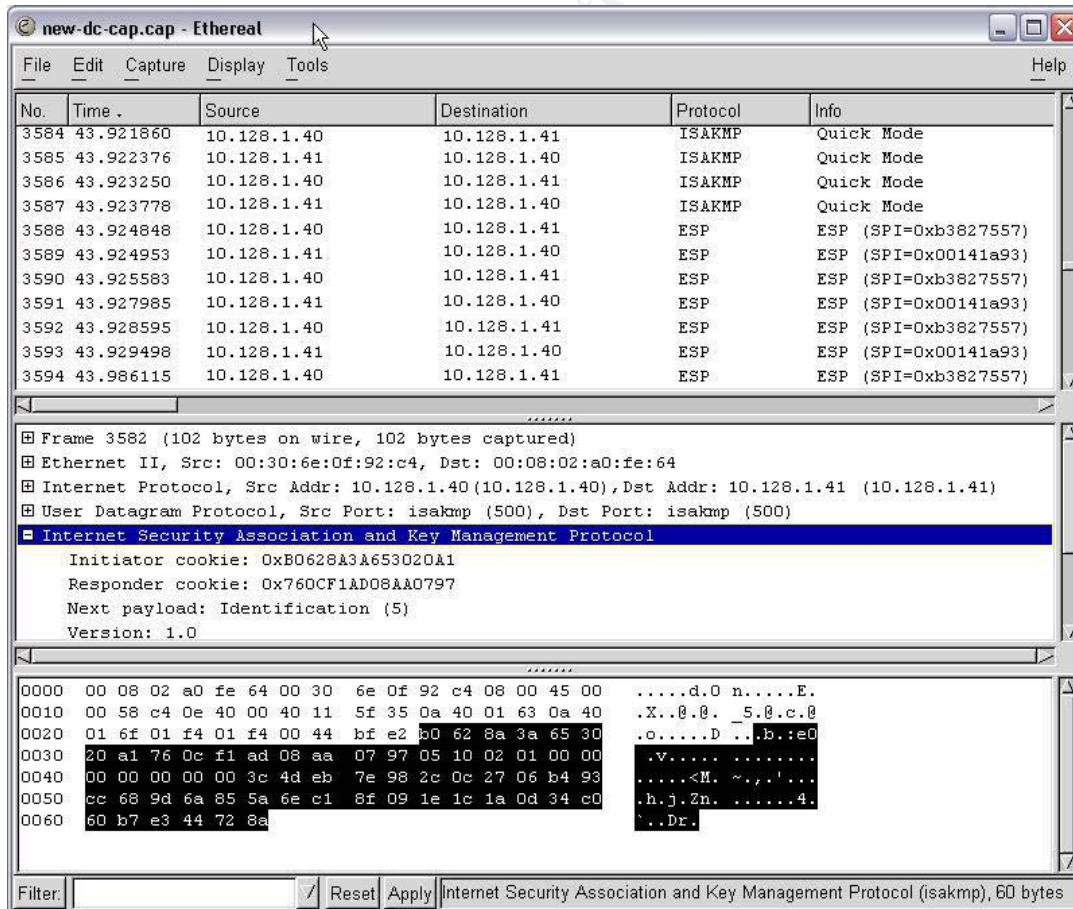 new-dc-cap.cap - Ethereal
File Edit Capture Display Tools Help
No. Time . Source Destination Protocol Info
3584 43.921860 10.128.1.40 10.128.1.41 ISAKMP Quick Mode
3585 43.922376 10.128.1.41 10.128.1.40 ISAKMP Quick Mode
3586 43.923250 10.128.1.40 10.128.1.41 ISAKMP Quick Mode
3587 43.923778 10.128.1.41 10.128.1.40 ISAKMP Quick Mode
3588 43.924848 10.128.1.40 10.128.1.41 ESP ESP (SPI=0xb3827557)
3589 43.924953 10.128.1.41 10.128.1.40 ESP ESP (SPI=0x00141a93)
3590 43.925583 10.128.1.40 10.128.1.41 ESP ESP (SPI=0xb3827557)
3591 43.927985 10.128.1.41 10.128.1.40 ESP ESP (SPI=0x00141a93)
3592 43.928595 10.128.1.40 10.128.1.41 ESP ESP (SPI=0xb3827557)
3593 43.929498 10.128.1.41 10.128.1.40 ESP ESP (SPI=0x00141a93)
3594 43.986115 10.128.1.40 10.128.1.41 ESP ESP (SPI=0xb3827557)
Frame 3582 (102 bytes on wire, 102 bytes captured)
Ethernet II, Src: 00:30:6e:0f:92:c4, Dst: 00:08:02:a0:fe:64
Internet Protocol, Src Addr: 10.128.1.40 (10.128.1.40), Dst Addr: 10.128.1.41 (10.128.1.41)
User Datagram Protocol, Src Port: isakmp (500), Dst Port: isakmp (500)
Internet Security Association and Key Management Protocol
Initiator cookie: 0xB0628A3A653020A1
Responder cookie: 0x760CF1AD08AA0797
Next payload: Identification (5)
Version: 1.0
0000 00 08 02 a0 fe 64 00 30 6e 0f 92 c4 08 00 45 00 .....d.0 n.....E.
0010 00 58 c4 0e 40 00 40 11 5f 35 0a 40 01 63 0a 40 .X..@.@. _5.@.c.@
0020 01 6f 01 f4 01 f4 00 44 bf e2 b0 62 8a 3a 65 30 .o.....D ...b.:e0
0030 20 a1 76 0c f1 ad 08 aa 07 97 05 10 02 01 00 00 .v..... ........
0040 00 00 00 00 00 3c 4d eb 7e 98 2c 0c 27 06 b4 93 .....<M. ~.,.'...
0050 cc 68 9d 6a 85 5a 6e c1 8f 09 1e 1c 1a 0d 34 c0 .h.j.Zn. ......4.
0060 60 b7 e3 44 72 8a `..Dr.
Filter: Reset Apply Internet Security Association and Key Management Protocol (isakmp), 60 bytes